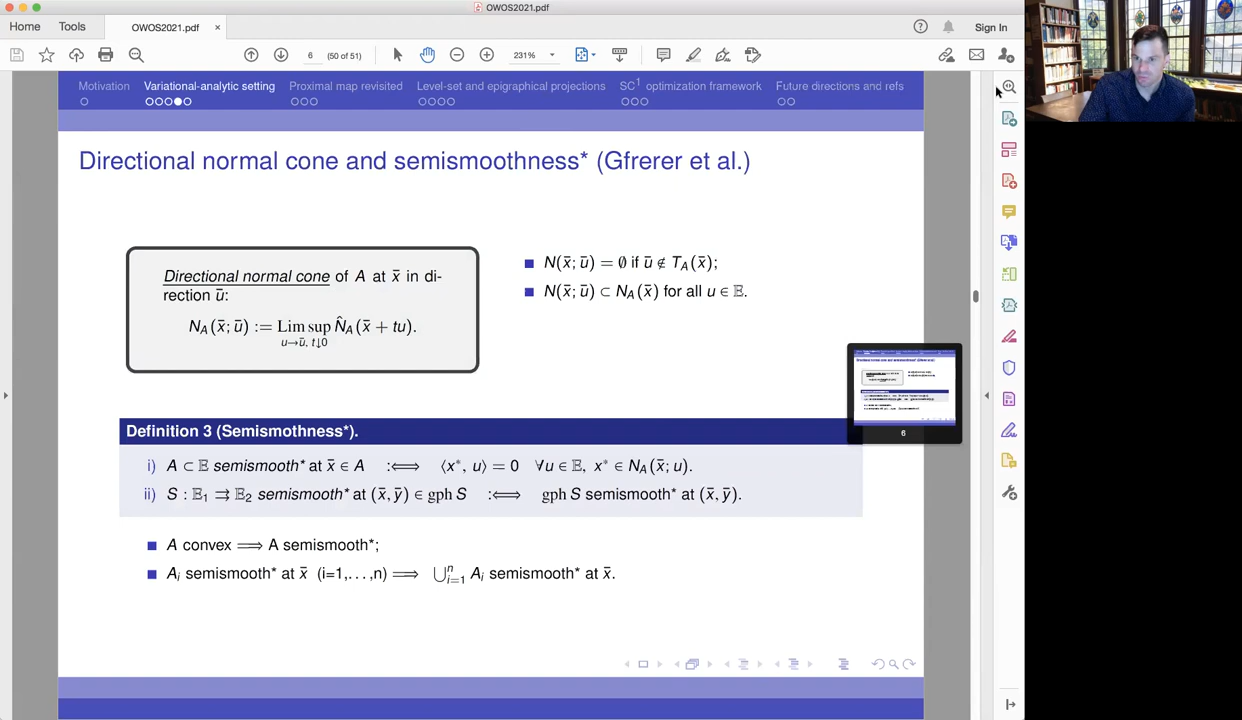 OWOS2021.pdf
Home Tools OWOS2021.pdf × Sign In
6 (50 of 51) 231%
Motivation Variational-analytic setting Proximal map revisited Level-set and epigraphical projections SC¹ optimization framework Future directions and refs
Directional normal cone and semismoothness* (Gfrerer et al.)
Directional normal cone of A at x̄ in di-
rection ū:
N_A(x̄; ū) := Lim sup N̂_A(x̄ + tu).
u→ū, t↓0
N(x̄; ū) = ∅ if ū ∉ T_A(x̄);
N(x̄; ū) ⊂ N_A(x̄) for all u ∈ 𝔼.
6
Definition 3 (Semismothness*).
i) A ⊂ 𝔼 semismooth* at x̄ ∈ A :⟺ ⟨x*, u⟩ = 0 ∀u ∈ 𝔼, x* ∈ N_A(x̄; u).
ii) S : 𝔼₁ ⇉ 𝔼₂ semismooth* at (x̄, ȳ) ∈ gph S :⟺ gph S semismooth* at (x̄, ȳ).
A convex ⟹ A semismooth*;
A_i semismooth* at x̄ (i=1,...,n) ⟹ ⋃ⁿᵢ₌₁ A_i semismooth* at x̄.